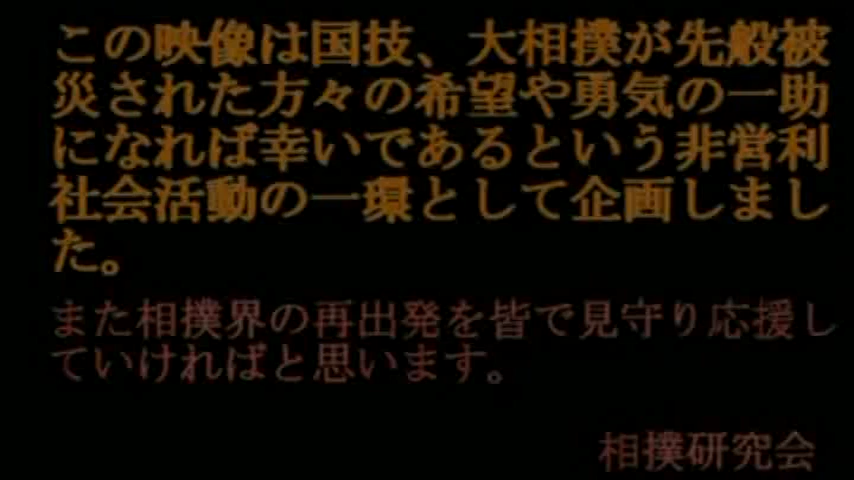 この映像は国技、大相撲が先般被
災された方々の希望や勇気の一助
になれば幸いであるという非営利
社会活動の一環として企画しまし
た。
また相撲界の再出発を皆で見守り応援し
ていければと思います。
相撲研究会